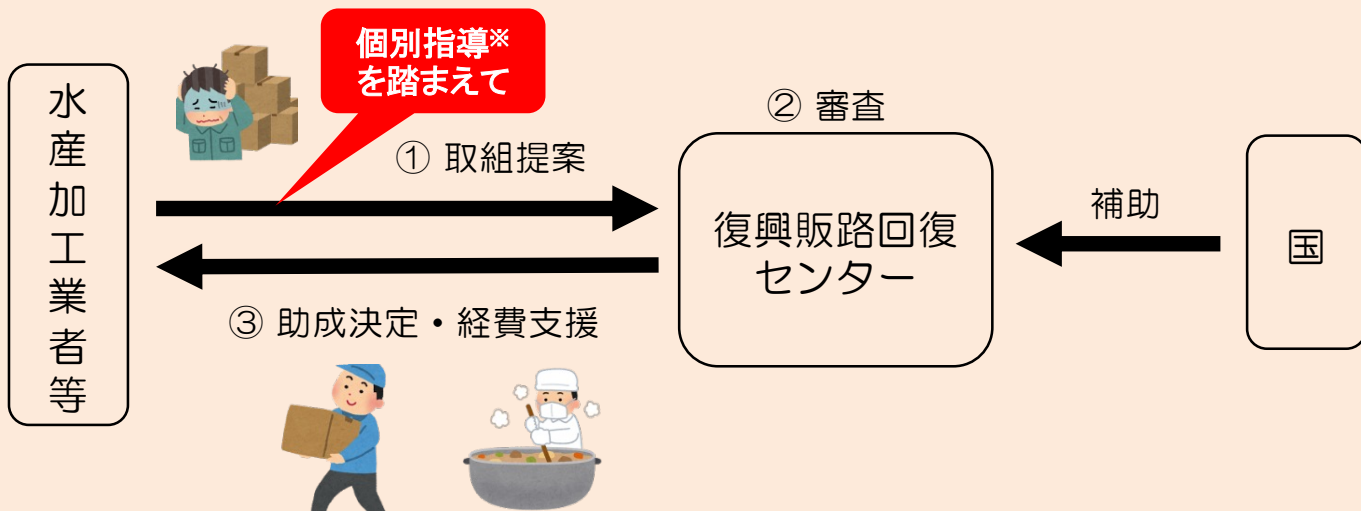 個別指導※
を踏まえて
水産加工業者等
① 取組提案
② 審査
復興販路回復
センター
補助
国
③ 助成決定・経費支援